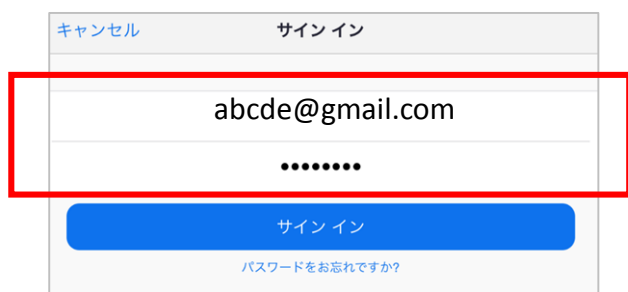 キャンセル サイン イン
abcde@gmail.com
••••••••
サイン イン
パスワードをお忘れですか?